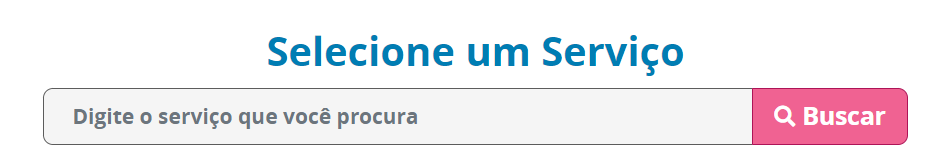 Selecione um Serviço
Digite o serviço que você procura
Buscar